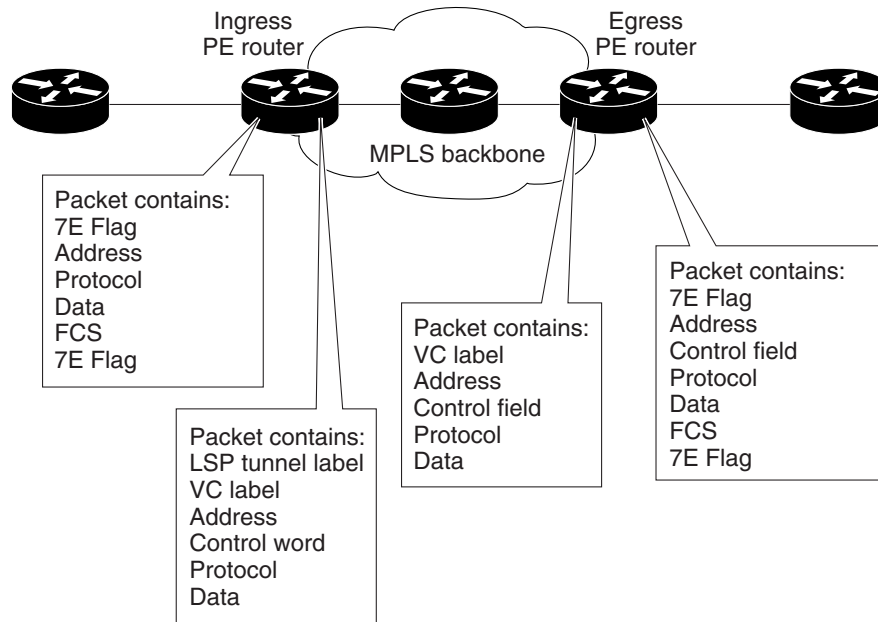 Ingress
PE router
Egress
PE router
MPLS backbone
Packet contains:
7E Flag
Address
Protocol
Data
FCS
7E Flag
Packet contains:
LSP tunnel label
VC label
Address
Control word
Protocol
Data
Packet contains:
VC label
Address
Control field
Protocol
Data
Packet contains:
7E Flag
Address
Control field
Protocol
Data
FCS
7E Flag